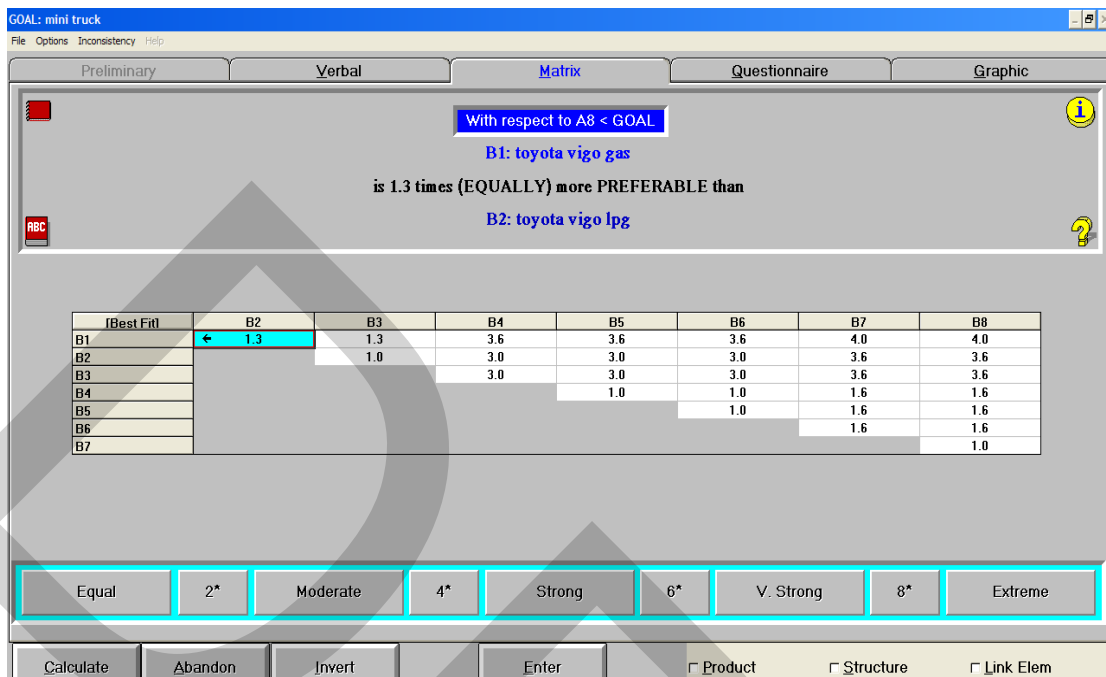 GOAL: mini truck
File Options Inconsistency Help
Preliminary Verbal Matrix Questionnaire Graphic
With respect to A8 < GOAL
B1: toyota vigo gas
is 1.3 times (EQUALLY) more PREFERABLE than
ABC
B2: toyota vigo lpg
[Best Fit] B2 B3 B4 B5 B6 B7 B8
B1 ← 1.3 1.3 3.6 3.6 3.6 4.0 4.0
B2 1.0 3.0 3.0 3.0 3.6 3.6
B3 3.0 3.0 3.0 3.6 3.6
B4 1.0 1.0 1.6 1.6
B5 1.0 1.6 1.6
B6 1.6 1.6
B7 1.0
Equal 2* Moderate 4* Strong 6* V. Strong 8* Extreme
Calculate Abandon Invert Enter Product Structure Link Elem